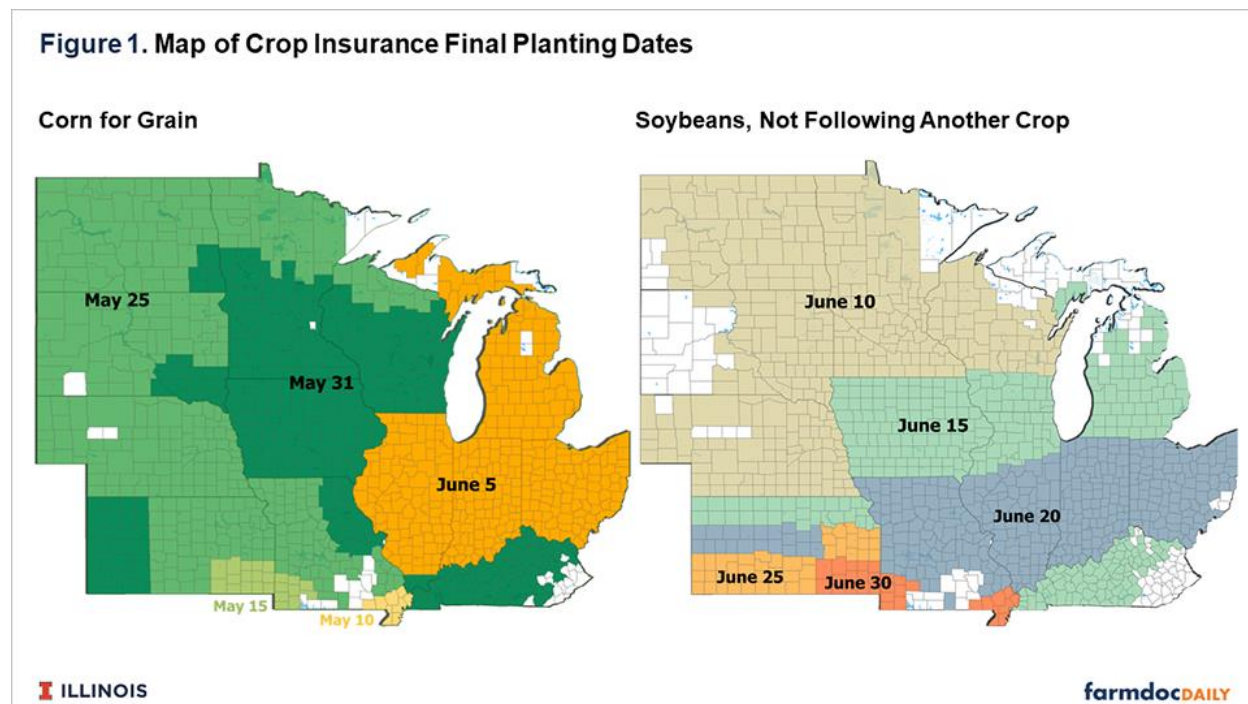 Figure 1. Map of Crop Insurance Final Planting Dates
Corn for Grain
Soybeans, Not Following Another Crop
May 25
May 31
June 5
May 15
May 10
June 10
June 15
June 20
June 25
June 30
I ILLINOIS
farmdocDAILY